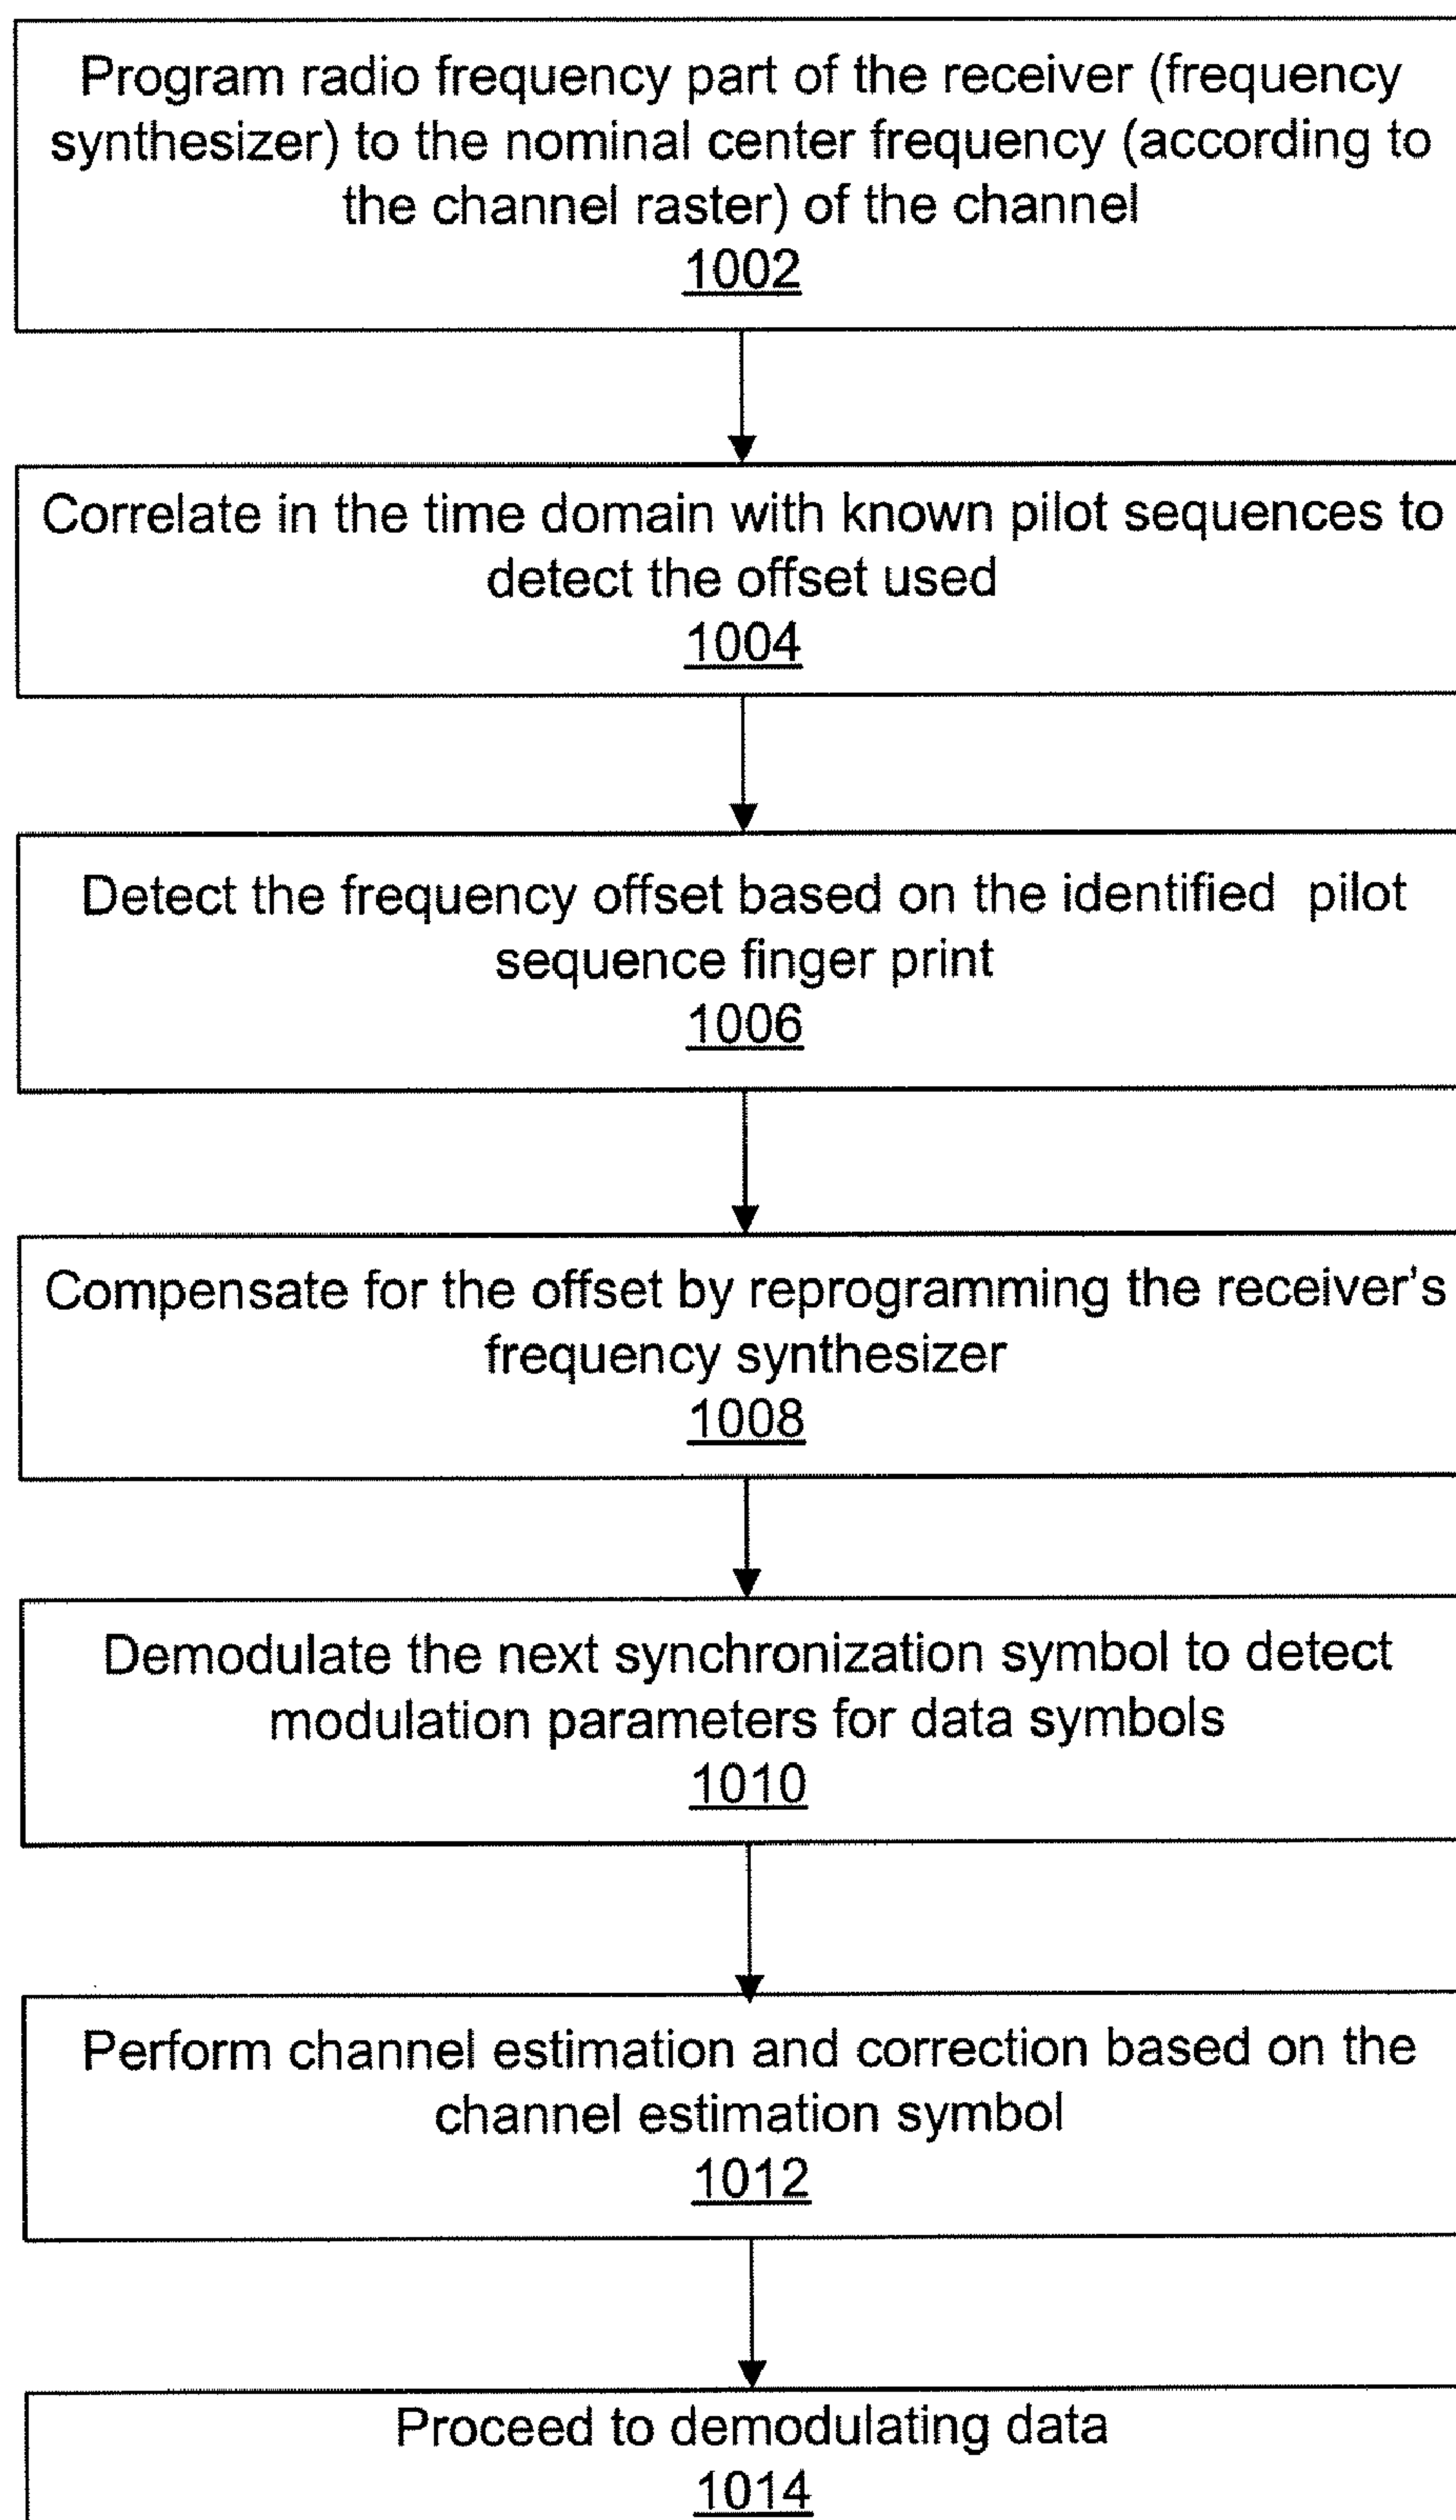 Program radio frequency part of the receiver (frequency
synthesizer) to the nominal center frequency (according to
the channel raster) of the channel
1002
Correlate in the time domain with known pilot sequences to
detect the offset used
1004
Detect the frequency offset based on the identified pilot
sequence finger print
1006
Compensate for the offset by reprogramming the receiver's
frequency synthesizer
1008
Demodulate the next synchronization symbol to detect
modulation parameters for data symbols
1010
Perform channel estimation and correction based on the
channel estimation symbol
1012
Proceed to demodulating data
1014